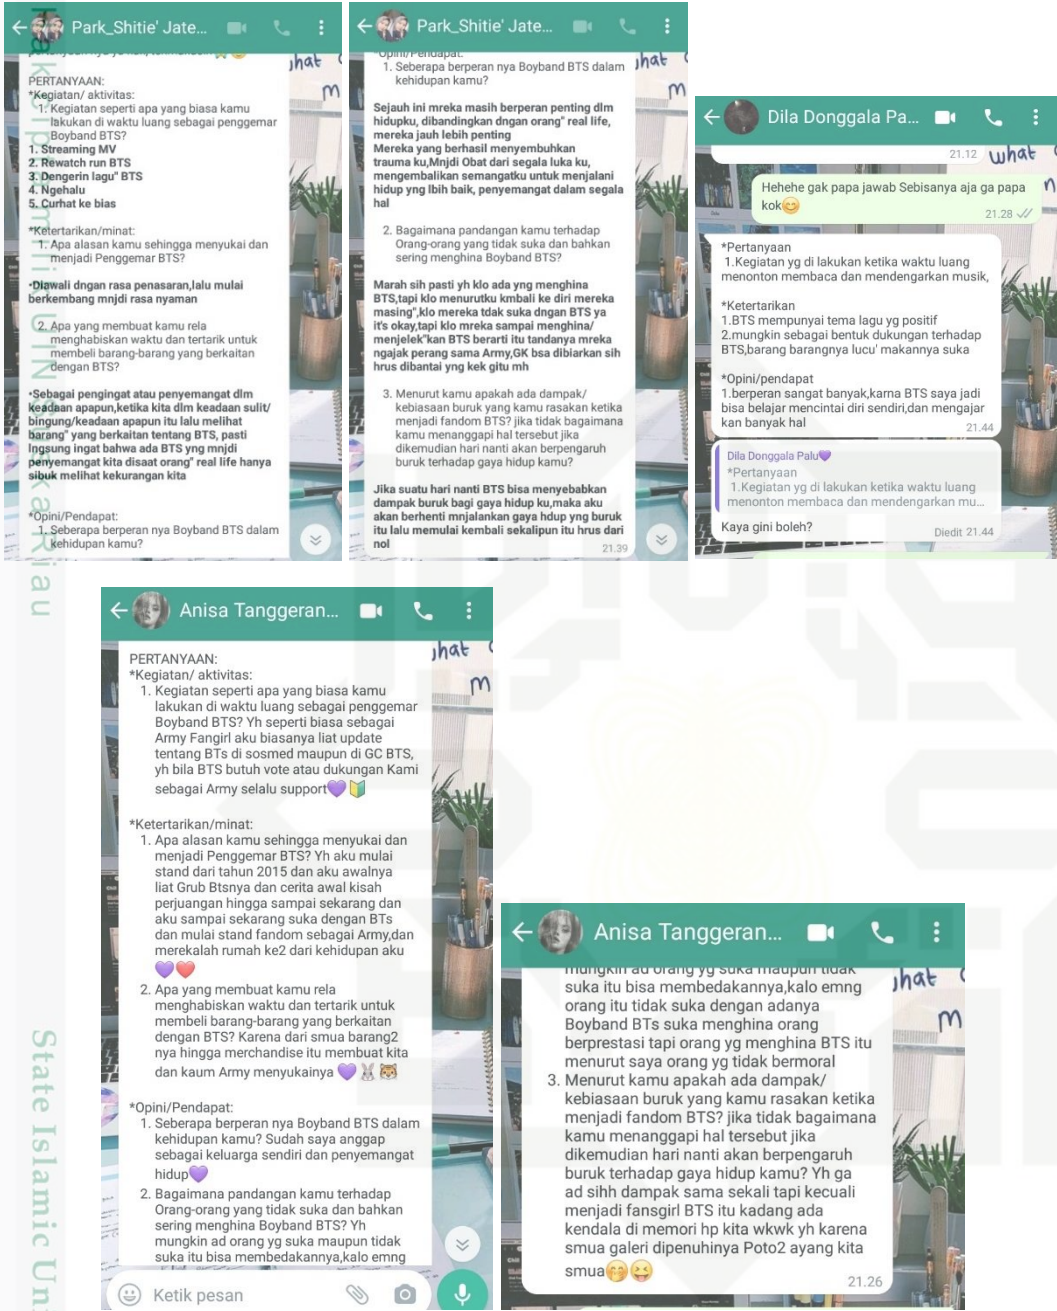 Park_Shitie' Jate...
PERTANYAAN:
*Kegiatan/ aktivitas:
1. Kegiatan seperti apa yang biasa kamu
lakukan di waktu luang sebagai penggemar
Boyband BTS?
1. Streaming MV
2. Rewatch run BTS
3. Dengerin lagu" BTS
4. Ngehalu
5. Curhat ke bias
*Ketertarikan/minat:
1. Apa alasan kamu sehingga menyukai dan
menjadi Penggemar BTS?
•Diawali dngan rasa penasaran,lalu mulai
berkembang mnjdi rasa nyaman
2. Apa yang membuat kamu rela
menghabiskan waktu dan tertarik untuk
membeli barang-barang yang berkaitan
dengan BTS?
•Sebagai pengingat atau penyemangat dlm
keadaan apapun,ketika kita dlm keadaan sulit/
bingung/keadaan apapun itu lalu melihat
barang" yang berkaitan tentang BTS, pasti
lngsung ingat bahwa ada BTS yng mnjdi
penyemangat kita disaat orang" real life hanya
sibuk melihat kekurangan kita
*Opini/Pendapat:
1. Seberapa berperan nya Boyband BTS dalam
kehidupan kamu?
what
m
Park_Shitie' Jate...
*Opini/Pendapat:
1. Seberapa berperan nya Boyband BTS dalam
kehidupan kamu?
Sejauh ini mreka masih berperan penting dlm
hidupku, dibandingkan dngan orang" real life,
mereka jauh lebih penting
Mereka yang berhasil menyembuhkan
trauma ku,Mnjdi Obat dari segala luka ku,
mengembalikan semangatku untuk menjalani
hidup yng lbih baik, penyemangat dalam segala
hal
2. Bagaimana pandangan kamu terhadap
Orang-orang yang tidak suka dan bahkan
sering menghina Boyband BTS?
Marah sih pasti yh klo ada yng menghina
BTS,tapi klo menurutku kmbali ke diri mereka
masing",klo mereka tdak suka dngan BTS ya
it's okay,tapi klo mreka sampai menghina/
menjelek"kan BTS berarti itu tandanya mreka
ngajak perang sama Army,GK bsa dibiarkan sih
hrus dibantai yng kek gitu mh
3. Menurut kamu apakah ada dampak/
kebiasaan buruk yang kamu rasakan ketika
menjadi fandom BTS? jika tidak bagaimana
kamu menanggapi hal tersebut jika
dikemudian hari nanti akan berpengaruh
buruk terhadap gaya hidup kamu?
Jika suatu hari nanti BTS bisa menyebabkan
dampak buruk bagi gaya hidup ku,maka aku
akan berhenti mnjalankan gaya hdup yng buruk
itu lalu memulai kembali sekalipun itu hrus dari
nol
21.39
what
m
Dila Donggala Pa...
21.12
what
Hehehe gak papa jawab Sebisanya aja ga papa
kok😊
21.28
*Pertanyaan
1.Kegiatan yg di lakukan ketika waktu luang
menonton membaca dan mendengarkan musik,
*Ketertarikan
1.BTS mempunyai tema lagu yg positif
2.mungkin sebagai bentuk dukungan terhadap
BTS,barang barangnya lucu' makannya suka
*Opini/pendapat
1.berperan sangat banyak,karna BTS saya jadi
bisa belajar mencintai diri sendiri,dan mengajar
kan banyak hal
21.44
Dila Donggala Palu💜
*Pertanyaan
1.Kegiatan yg di lakukan ketika waktu luang
menonton membaca dan mendengarkan mu...
Kaya gini boleh?
Diedit 21.44
Anisa Tanggeran...
PERTANYAAN:
*Kegiatan/ aktivitas:
1. Kegiatan seperti apa yang biasa kamu
lakukan di waktu luang sebagai penggemar
Boyband BTS? Yh seperti biasa sebagai
Army Fangirl aku biasanya liat update
tentang BTs di sosmed maupun di GC BTS,
yh bila BTS butuh vote atau dukungan Kami
sebagai Army selalu support💜🔰
*Ketertarikan/minat:
1. Apa alasan kamu sehingga menyukai dan
menjadi Penggemar BTS? Yh aku mulai
stand dari tahun 2015 dan aku awalnya
liat Grub Btsnya dan cerita awal kisah
perjuangan hingga sampai sekarang dan
aku sampai sekarang suka dengan BTs
dan mulai stand fandom sebagai Army,dan
merekalah rumah ke2 dari kehidupan aku
💜❤️
2. Apa yang membuat kamu rela
menghabiskan waktu dan tertarik untuk
membeli barang-barang yang berkaitan
dengan BTS? Karena dari smua barang2
nya hingga merchandise itu membuat kita
dan kaum Army menyukainya 💜🐰🐯
*Opini/Pendapat:
1. Seberapa berperan nya Boyband BTS dalam
kehidupan kamu? Sudah saya anggap
sebagai keluarga sendiri dan penyemangat
hidup💜
2. Bagaimana pandangan kamu terhadap
Orang-orang yang tidak suka dan bahkan
sering menghina Boyband BTS? Yh
mungkin ad orang yg suka maupun tidak
suka itu bisa membedakannya,kalo emng
Ketik pesan
what
m
Anisa Tanggeran...
mungkin ad orang yg suka maupun tidak
suka itu bisa membedakannya,kalo emng
orang itu tidak suka dengan adanya
Boyband BTs suka menghina orang
berprestasi tapi orang yg menghina BTS itu
menurut saya orang yg tidak bermoral
3. Menurut kamu apakah ada dampak/
kebiasaan buruk yang kamu rasakan ketika
menjadi fandom BTS? jika tidak bagaimana
kamu menanggapi hal tersebut jika
dikemudian hari nanti akan berpengaruh
buruk terhadap gaya hidup kamu? Yh ga
ad sihh dampak sama sekali tapi kecuali
menjadi fansgirl BTS itu kadang ada
kendala di memori hp kita wkwk yh karena
smua galeri dipenuhinya Poto2 ayang kita
smua🤭😝
21.26
what
m
State Islamic Un